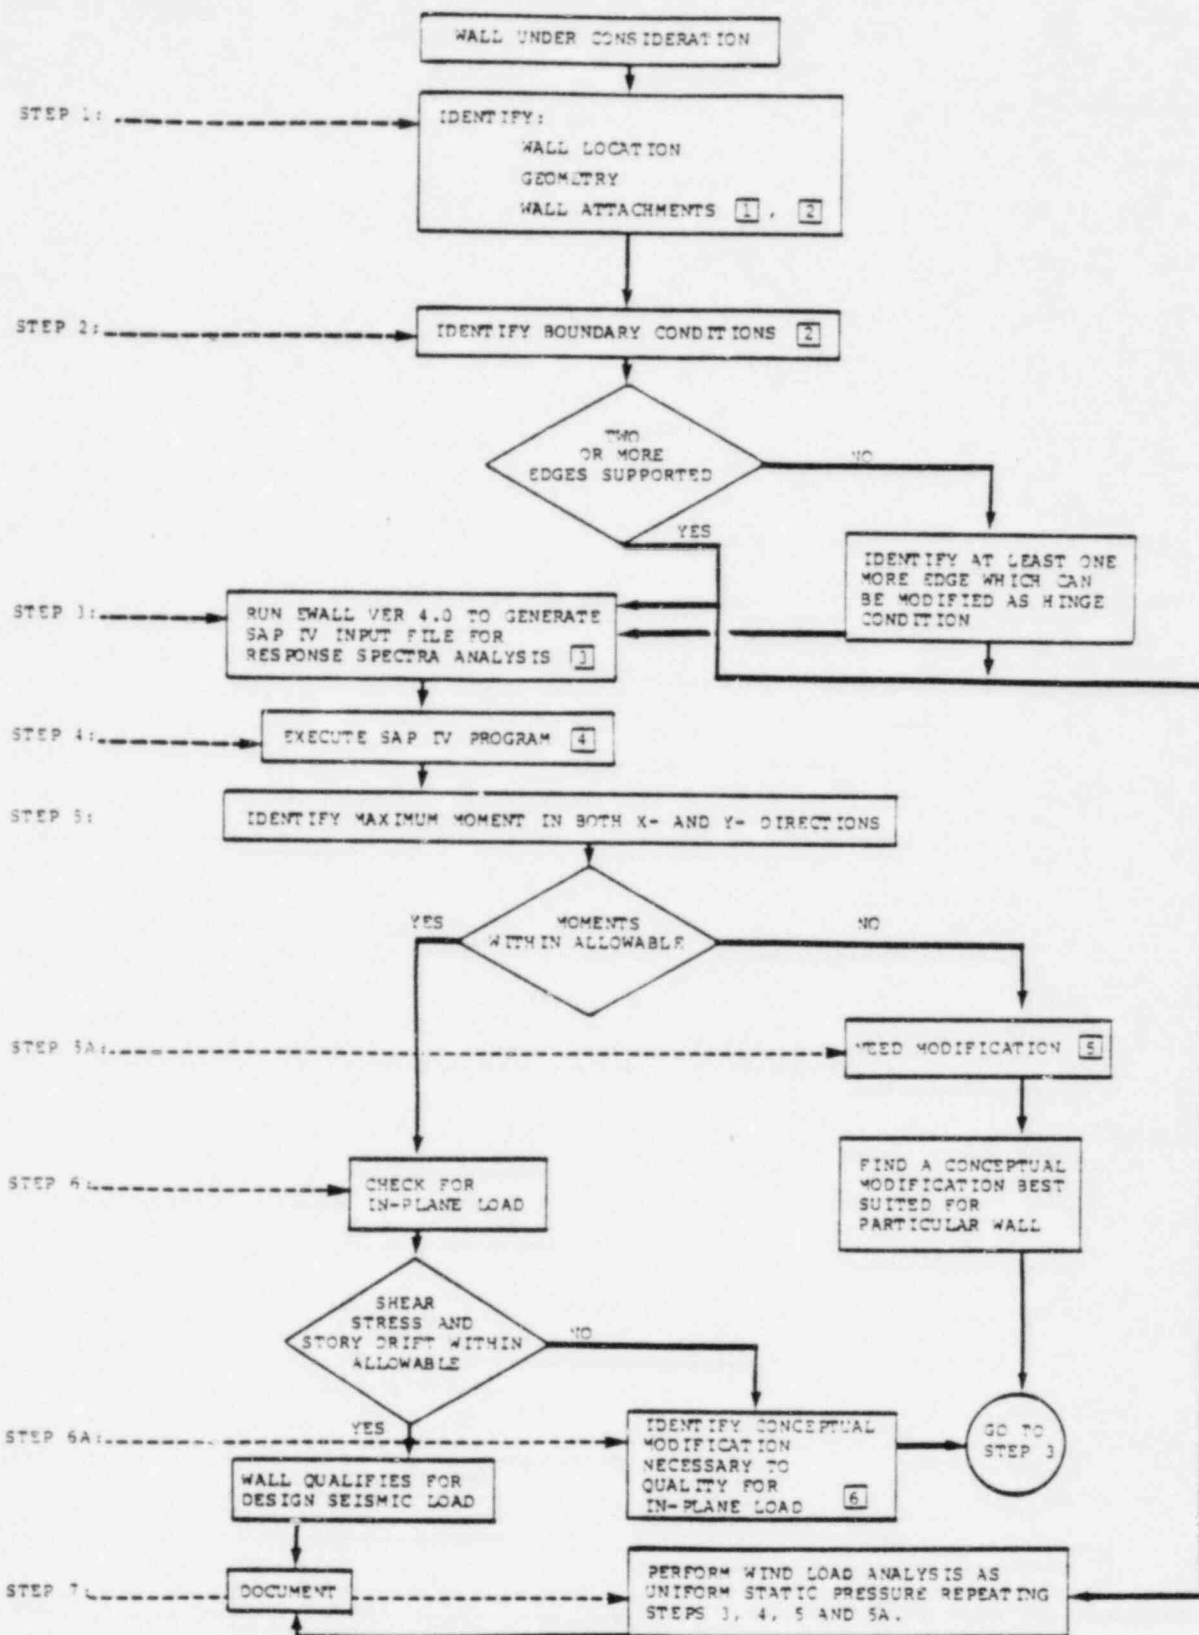 WALL UNDER CONSIDERATION
STEP 1:
IDENTIFY:
WALL LOCATION
GEOMETRY
WALL ATTACHMENTS 1 , 2
STEP 2:
IDENTIFY BOUNDARY CONDITIONS 2
TWO
OR MORE
EDGES SUPPORTED
NO
YES
IDENTIFY AT LEAST ONE
MORE EDGE WHICH CAN
BE MODIFIED AS HINGE
CONDITION
STEP 3:
RUN EWALL VER 4.0 TO GENERATE
SAP IV INPUT FILE FOR
RESPONSE SPECTRA ANALYSIS 3
STEP 4:
EXECUTE SAP IV PROGRAM 4
STEP 5:
IDENTIFY MAXIMUM MOMENT IN BOTH X- AND Y- DIRECTIONS
YES
MOMENTS
WITHIN ALLOWABLE
NO
STEP 5A:
NEED MODIFICATION 5
STEP 6:
CHECK FOR
IN-PLANE LOAD
FIND A CONCEPTUAL
MODIFICATION BEST
SUITED FOR
PARTICULAR WALL
SHEAR
STRESS AND
STORY DRIFT WITHIN
ALLOWABLE
NO
YES
STEP 6A:
IDENTIFY CONCEPTUAL
MODIFICATION
NECESSARY TO
QUALITY FOR
IN-PLANE LOAD 6
GO TO
STEP 3
WALL QUALIFIES FOR
DESIGN SEISMIC LOAD
STEP 7:
DOCUMENT
PERFORM WIND LOAD ANALYSIS AS
UNIFORM STATIC PRESSURE REPEATING
STEPS 3, 4, 5 AND 5A.